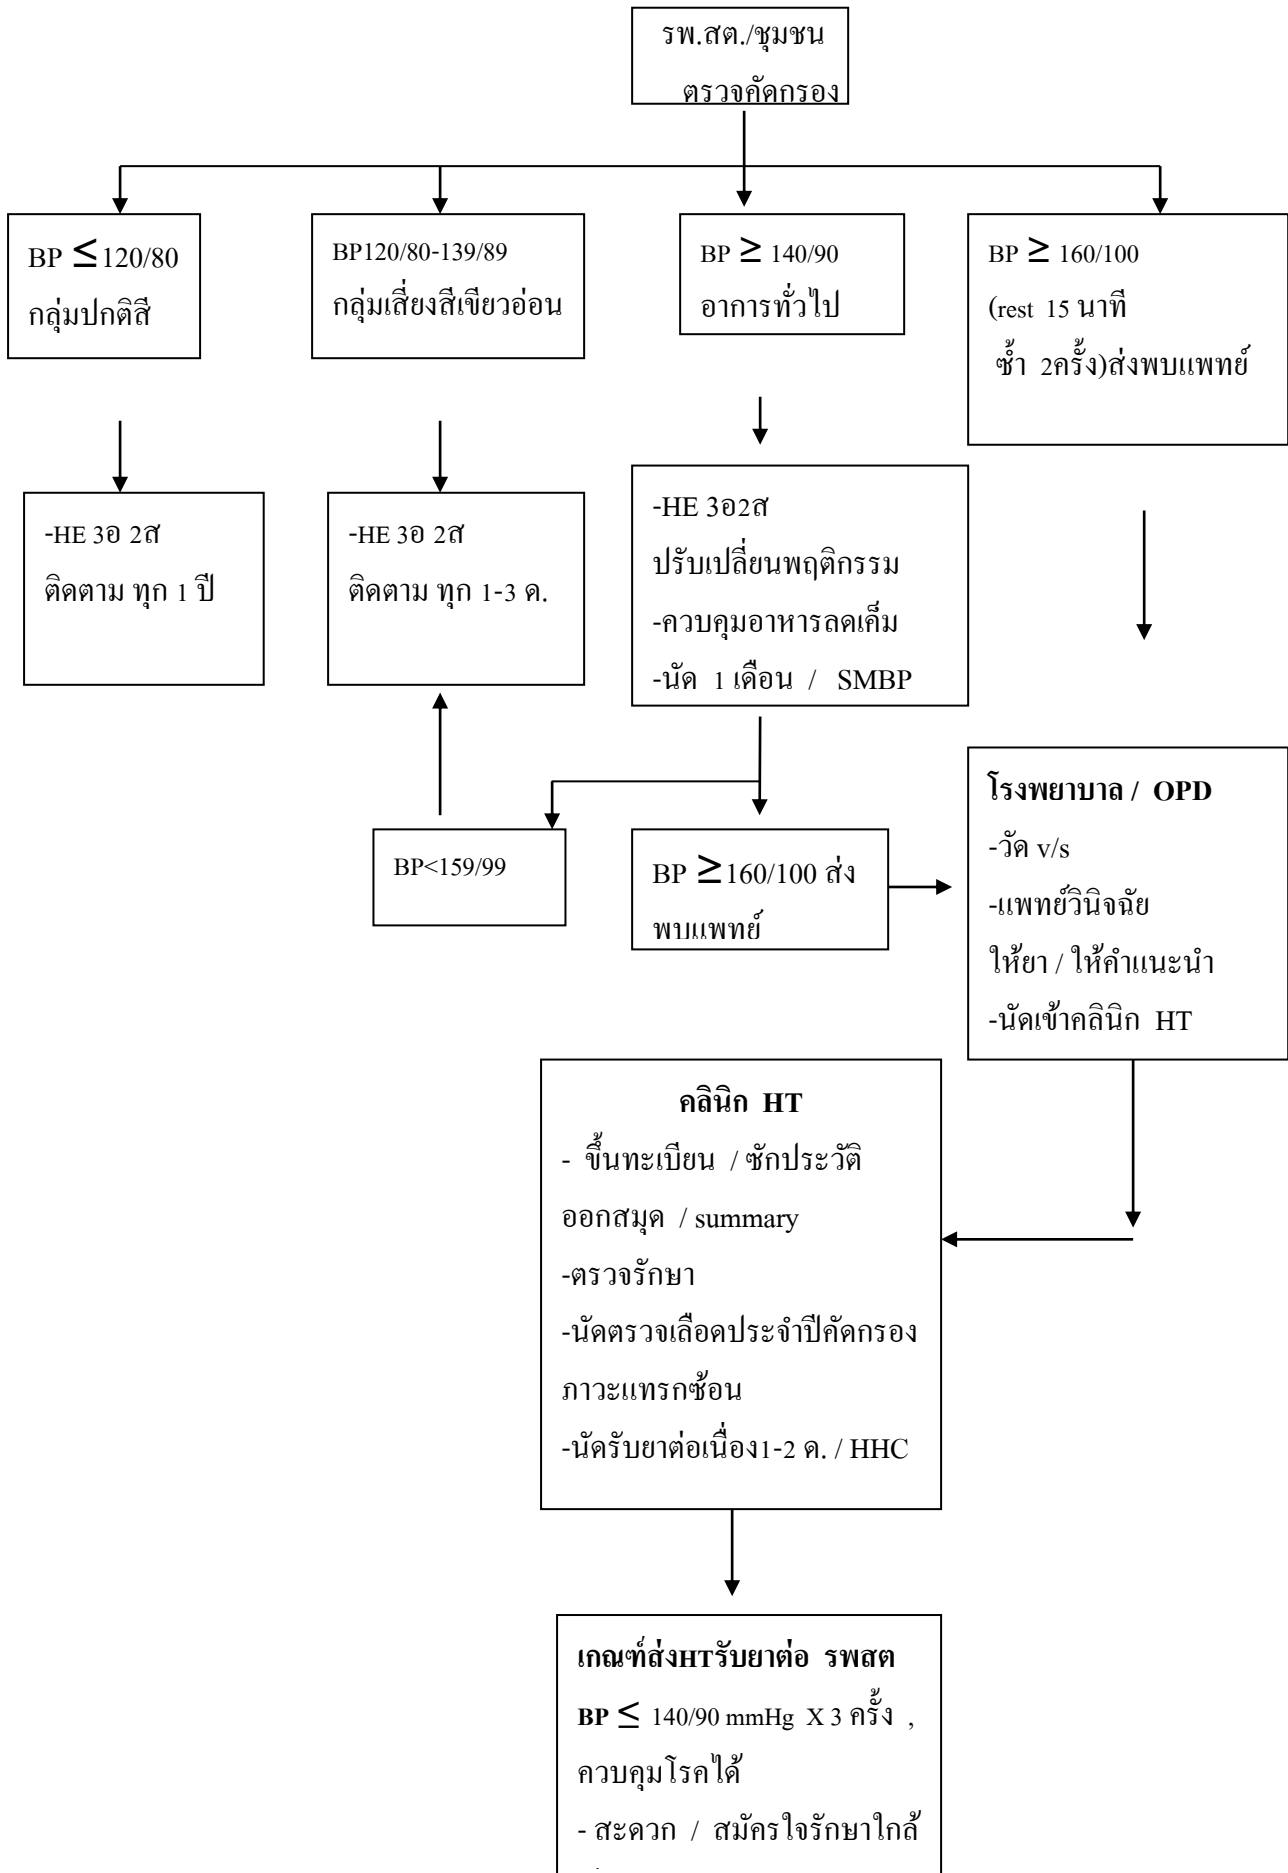 รพ.สต./ชุมชน
ตรวจคัดกรอง
BP ≤120/80
กลุ่มปกติสี
BP120/80-139/89
กลุ่มเสี่ยงสีเขียวอ่อน
BP ≥ 140/90
อาการทั่วไป
BP ≥ 160/100
(rest 15 นาที
ซ้ำ 2ครั้ง)ส่งพบแพทย์
-HE 3อ 2ส
ติดตาม ทุก 1 ปี
-HE 3อ 2ส
ติดตาม ทุก 1-3 ด.
-HE 3อ2ส
ปรับเปลี่ยนพฤติกรรม
-ควบคุมอาหารลดเค็ม
-นัด 1 เดือน / SMBP
BP<159/99
BP ≥160/100 ส่ง
พบแพทย์
โรงพยาบาล / OPD
-วัด v/s
-แพทย์วินิจฉัย
ให้ยา / ให้คำแนะนำ
-นัดเข้าคลินิก HT
คลินิก HT
- ขึ้นทะเบียน / ซักประวัติ
ออกสมุด / summary
-ตรวจรักษา
-นัดตรวจเลือดประจำปีคัดกรอง
ภาวะแทรกซ้อน
-นัดรับยาต่อเนื่อง1-2 ด. / HHC
เกณฑ์ส่งHTรับยาต่อ รพสต
BP ≤ 140/90 mmHg X 3 ครั้ง ,
ควบคุมโรคได้
- สะดวก / สมัครใจรักษาใกล้